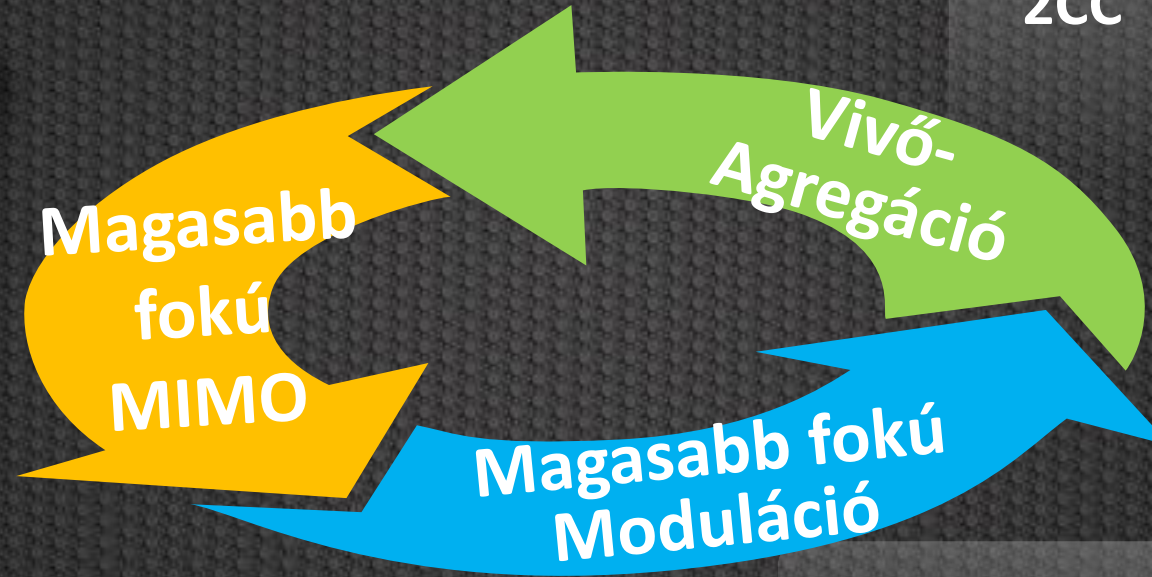 2CC
Vivő-
Agregáció
Magasabb
fokú
MIMO
Magasabb fokú
Moduláció